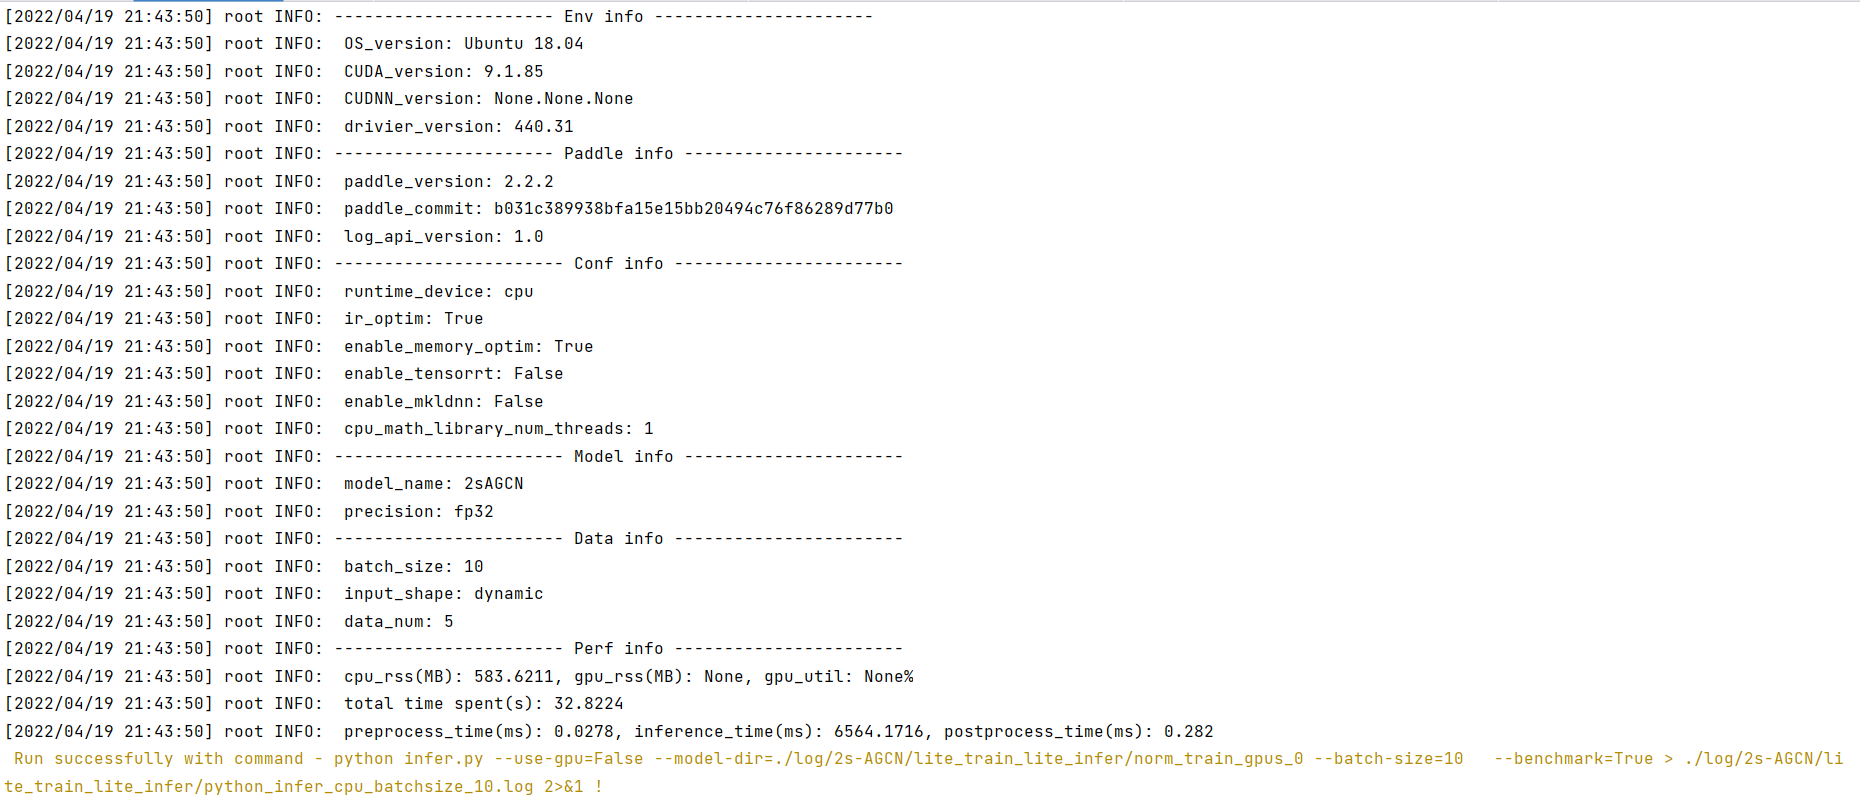 [2022/04/19 21:43:50] root INFO: ---------------------- Env info ----------------------
[2022/04/19 21:43:50] root INFO:  OS_version: Ubuntu 18.04
[2022/04/19 21:43:50] root INFO:  CUDA_version: 9.1.85
[2022/04/19 21:43:50] root INFO:  CUDNN_version: None.None.None
[2022/04/19 21:43:50] root INFO:  drivier_version: 440.31
[2022/04/19 21:43:50] root INFO: ---------------------- Paddle info ----------------------
[2022/04/19 21:43:50] root INFO:  paddle_version: 2.2.2
[2022/04/19 21:43:50] root INFO:  paddle_commit: b031c389938bfa15e15bb20494c76f86289d77b0
[2022/04/19 21:43:50] root INFO:  log_api_version: 1.0
[2022/04/19 21:43:50] root INFO: ----------------------- Conf info -----------------------
[2022/04/19 21:43:50] root INFO:  runtime_device: cpu
[2022/04/19 21:43:50] root INFO:  ir_optim: True
[2022/04/19 21:43:50] root INFO:  enable_memory_optim: True
[2022/04/19 21:43:50] root INFO:  enable_tensorrt: False
[2022/04/19 21:43:50] root INFO:  enable_mkldnn: False
[2022/04/19 21:43:50] root INFO:  cpu_math_library_num_threads: 1
[2022/04/19 21:43:50] root INFO: ----------------------- Model info ----------------------
[2022/04/19 21:43:50] root INFO:  model_name: 2sAGCN
[2022/04/19 21:43:50] root INFO:  precision: fp32
[2022/04/19 21:43:50] root INFO: ----------------------- Data info -----------------------
[2022/04/19 21:43:50] root INFO:  batch_size: 10
[2022/04/19 21:43:50] root INFO:  input_shape: dynamic
[2022/04/19 21:43:50] root INFO:  data_num: 5
[2022/04/19 21:43:50] root INFO: ----------------------- Perf info -----------------------
[2022/04/19 21:43:50] root INFO:  cpu_rss(MB): 583.6211, gpu_rss(MB): None, gpu_util: None%
[2022/04/19 21:43:50] root INFO:  total time spent(s): 32.8224
[2022/04/19 21:43:50] root INFO:  preprocess_time(ms): 0.0278, inference_time(ms): 6564.1716, postprocess_time(ms): 0.282
 Run successfully with command - python infer.py --use-gpu=False --model-dir=./log/2s-AGCN/lite_train_lite_infer/norm_train_gpus_0 --batch-size=10   --benchmark=True > ./log/2s-AGCN/li
te_train_lite_infer/python_infer_cpu_batchsize_10.log 2>&1 !